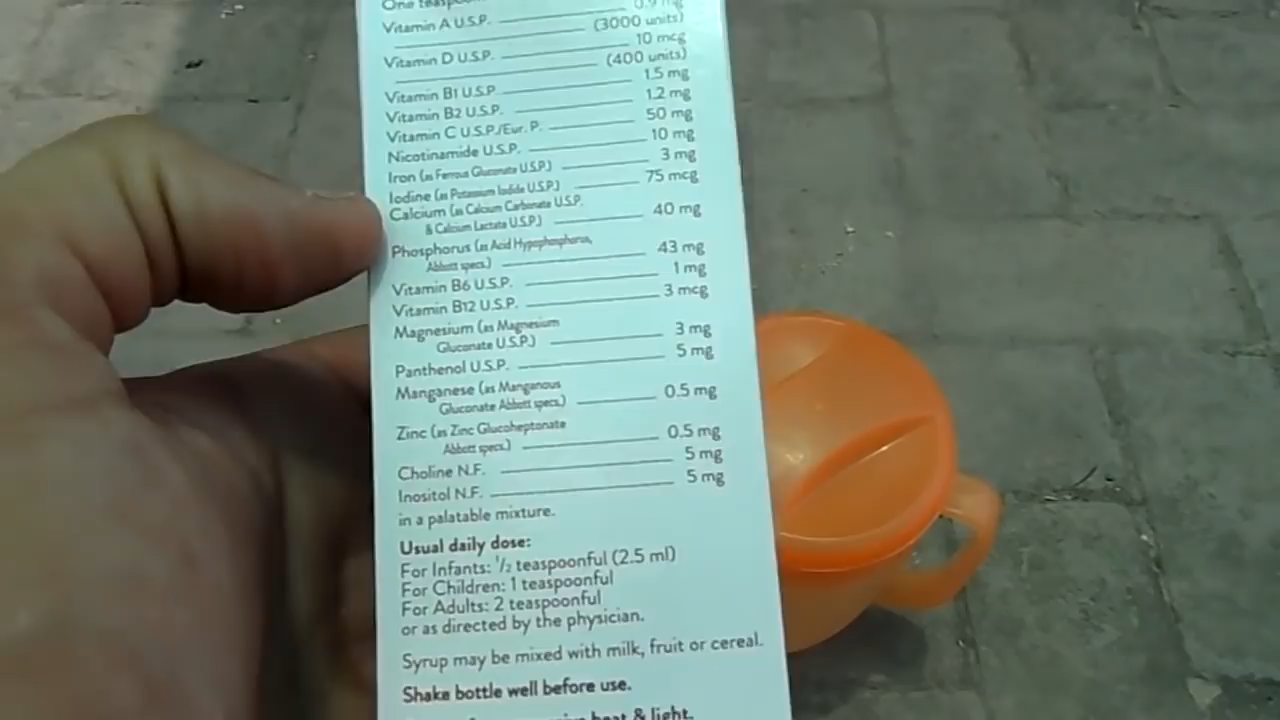 One
0.9 mg
Vitamin A U.S.P. (3000 units)
10 mcg
Vitamin D U.S.P. (400 units)
Vitamin B1 U.S.P. 1.5 mg
Vitamin B2 U.S.P. 1.2 mg
Vitamin C U.S.P./Eur. P. 50 mg
Nicotinamide U.S.P. 10 mg
Iron (as Ferrous Gluconate U.S.P.) 3 mg
Iodine (as Potassium Iodide U.S.P.) 75 mcg
Calcium (as Calcium Carbonate U.S.P.
& Calcium Lactate U.S.P.) 40 mg
Phosphorus (as Acid Hypophosphorus,
Abbott specs.) 43 mg
Vitamin B6 U.S.P. 1 mg
Vitamin B12 U.S.P. 3 mcg
Magnesium (as Magnesium
Gluconate U.S.P.) 3 mg
Panthenol U.S.P. 5 mg
Manganese (as Manganous
Gluconate Abbott specs.) 0.5 mg
Zinc (as Zinc Glucoheptonate
Abbott specs.) 0.5 mg
Choline N.F. 5 mg
Inositol N.F. 5 mg
in a palatable mixture.
Usual daily dose:
For Infants: 1/2 teaspoonful (2.5 ml)
For Children: 1 teaspoonful
For Adults: 2 teaspoonful
or as directed by the physician.
Syrup may be mixed with milk, fruit or cereal.
Shake bottle well before use.
heat & light.